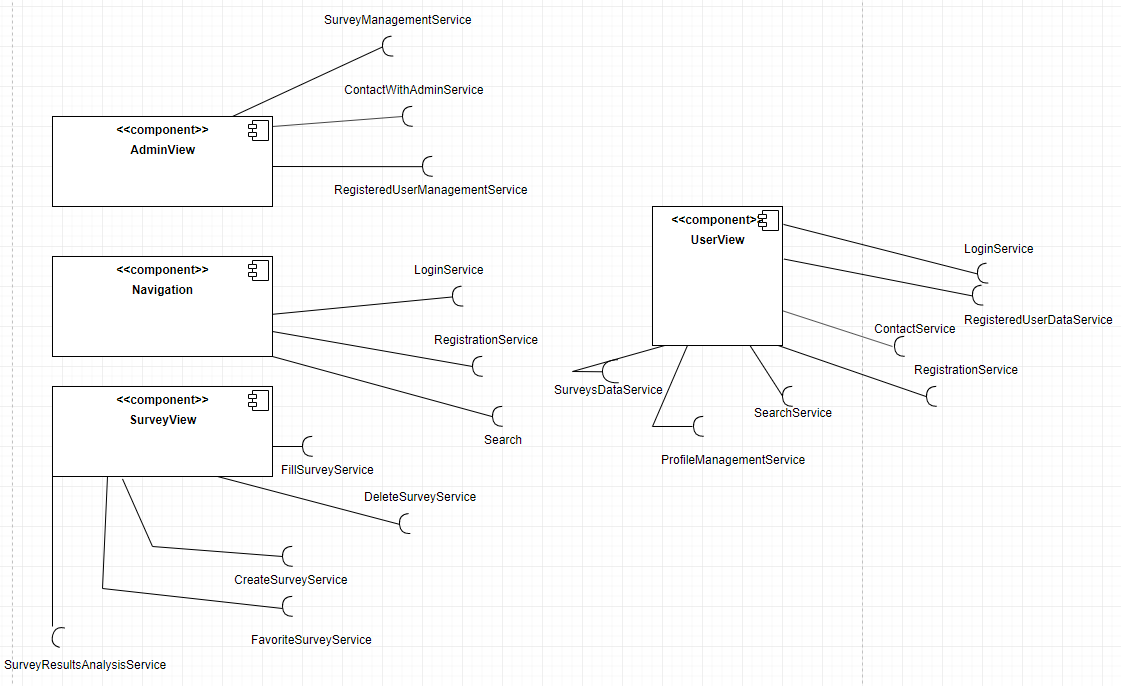 SurveyManagementService
ContactWithAdminService
<<component>>
AdminView
RegisteredUserManagementService
<<component>>
Navigation
LoginService
RegistrationService
Search
<<component>>
SurveyView
FillSurveyService
DeleteSurveyService
CreateSurveyService
FavoriteSurveyService
SurveyResultsAnalysisService
<<component>>
UserView
LoginService
RegisteredUserDataService
ContactService
RegistrationService
SurveysDataService
SearchService
ProfileManagementService